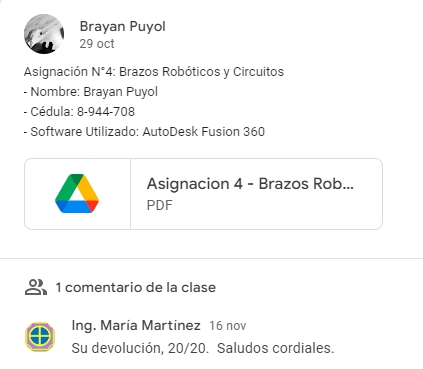 Brayan Puyol
29 oct
Asignación N°4: Brazos Robóticos y Circuitos
- Nombre: Brayan Puyol
- Cédula: 8-944-708
- Software Utilizado: AutoDesk Fusion 360
Asignacion 4 - Brazos Rob...
PDF
1 comentario de la clase
Ing. María Martínez 16 nov
Su devolución, 20/20. Saludos cordiales.